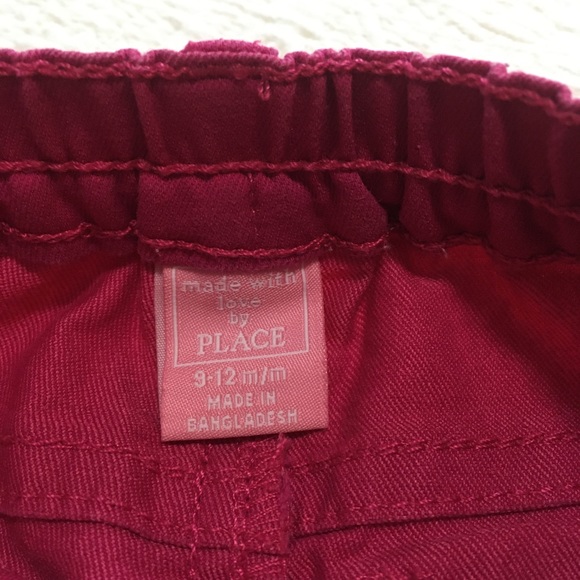 made with
love
by
PLACE
9-12 m/m
MADE IN
BANGLADESH